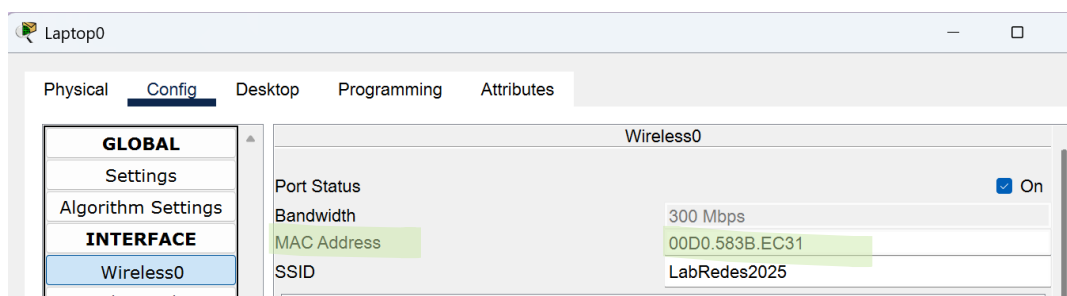 Laptop0
Physical Config Desktop Programming Attributes
GLOBAL
Settings
Algorithm Settings
INTERFACE
Wireless0
Wireless0
Port Status On
Bandwidth 300 Mbps
MAC Address 00D0.583B.EC31
SSID LabRedes2025